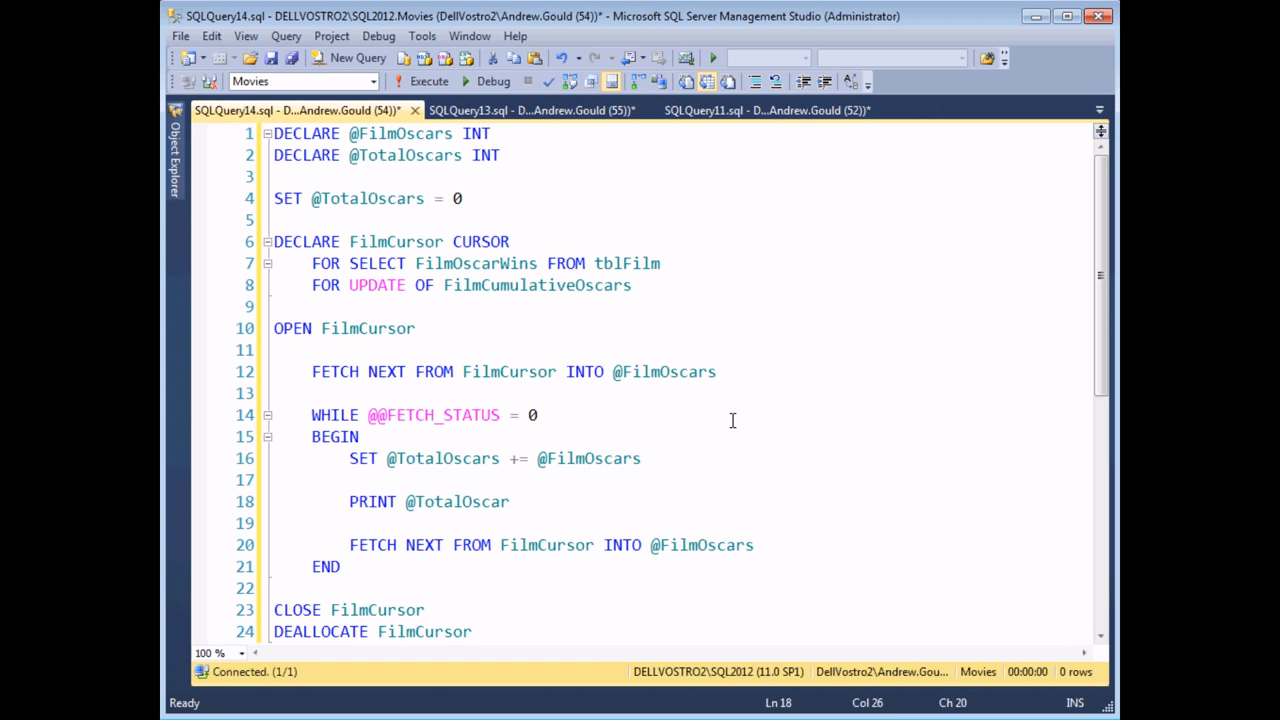 SQLQuery14.sql - DELLVOSTRO2\SQL2012.Movies (DellVostro2\Andrew.Gould (54))* - Microsoft SQL Server Management Studio (Administrator)
File Edit View Query Project Debug Tools Window Help
New Query
Movies Execute Debug
SQLQuery14.sql - D...Andrew.Gould (54))* SQLQuery13.sql - D...Andrew.Gould (55))* SQLQuery11.sql - D...Andrew.Gould (52))*
Object Explorer
1 DECLARE @FilmOscars INT
2 DECLARE @TotalOscars INT
3
4 SET @TotalOscars = 0
5
6 DECLARE FilmCursor CURSOR
7 FOR SELECT FilmOscarWins FROM tblFilm
8 FOR UPDATE OF FilmCumulativeOscars
9
10 OPEN FilmCursor
11
12 FETCH NEXT FROM FilmCursor INTO @FilmOscars
13
14 WHILE @@FETCH_STATUS = 0
15 BEGIN
16 SET @TotalOscars += @FilmOscars
17
18 PRINT @TotalOscar
19
20 FETCH NEXT FROM FilmCursor INTO @FilmOscars
21 END
22
23 CLOSE FilmCursor
24 DEALLOCATE FilmCursor
100 %
Connected. (1/1) DELLVOSTRO2\SQL2012 (11.0 SP1) DellVostro2\Andrew.Gou... Movies 00:00:00 0 rows
Ready Ln 18 Col 26 Ch 20 INS